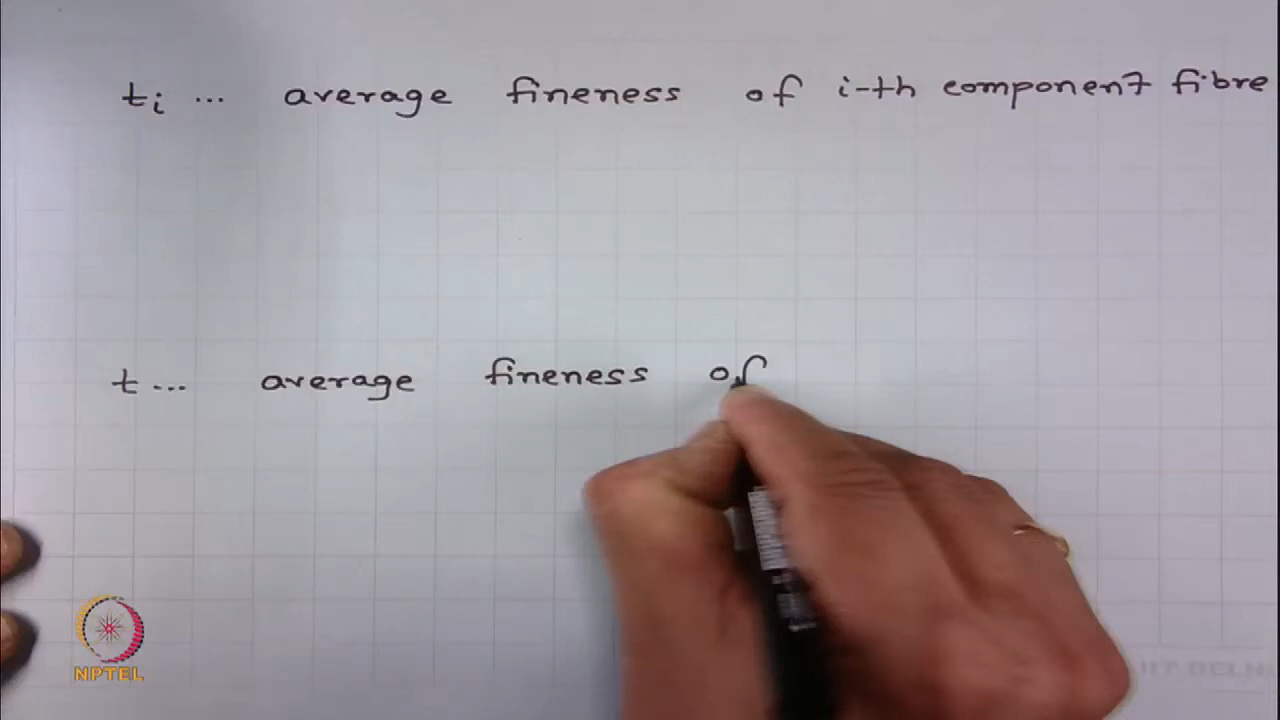 ti ... average fineness of i-th component fibre
t... average fineness of
NPTEL